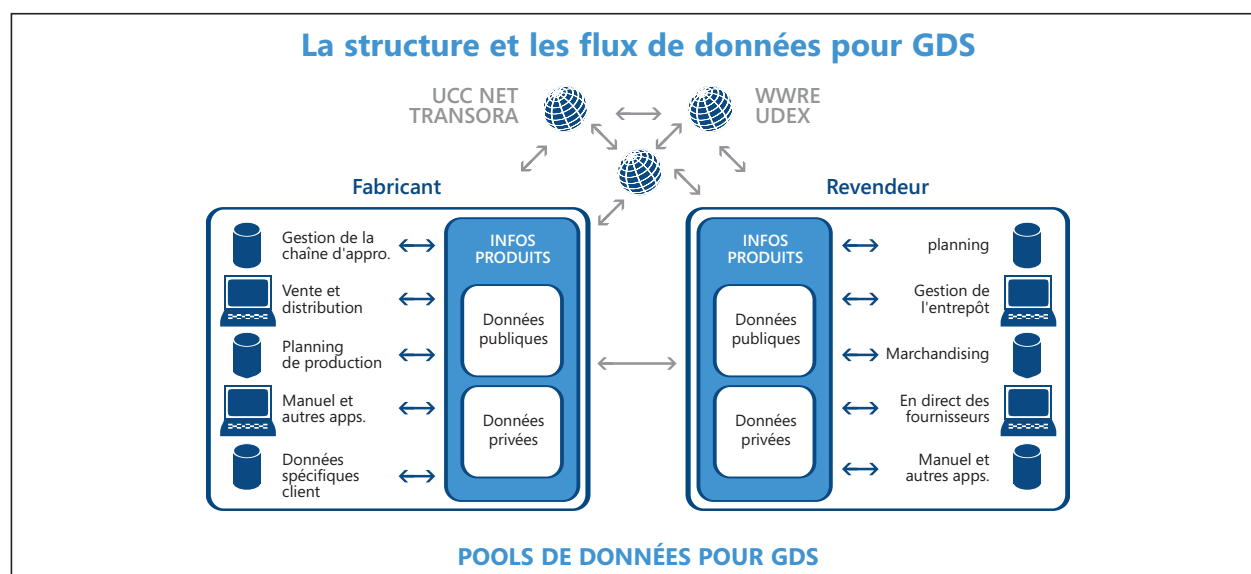 La structure et les flux de données pour GDS
UCC NET
TRANSORA
WWRE
UDEX
Fabricant
Gestion de la
chaîne d'appro.
Vente et
distribution
Planning
de production
Manuel et
autres apps.
Données
spécifiques
client
INFOS
PRODUITS
Données
publiques
Données
privées
Revendeur
INFOS
PRODUITS
Données
publiques
Données
privées
planning
Gestion de
l'entrepôt
Marchandising
En direct des
fournisseurs
Manuel et
autres apps.
POOLS DE DONNÉES POUR GDS